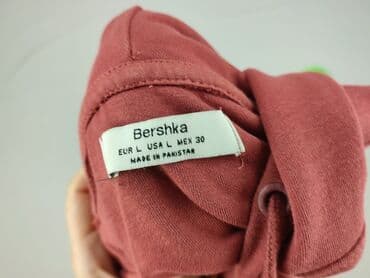 Bershka
EUR L USA L MEX 30
MADE IN PAKISTAN